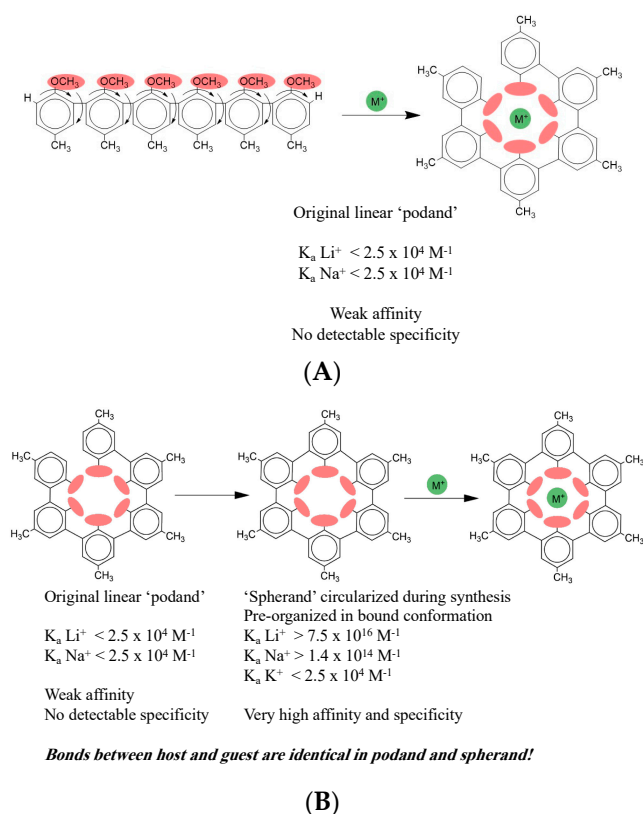 OCH₃ OCH₃ OCH₃ OCH₃ OCH₃ OCH₃
H H
CH₃ CH₃ CH₃ CH₃ CH₃ CH₃
M⁺
CH₃
H₃C CH₃
M⁺
H₃C CH₃
CH₃
Original linear ‘podand’
Kₐ Li⁺ < 2.5 x 10⁴ M⁻¹
Kₐ Na⁺ < 2.5 x 10⁴ M⁻¹
Weak affinity
No detectable specificity
(A)
CH₃ CH₃ CH₃
H₃C CH₃ H₃C CH₃ H₃C CH₃
M⁺ M⁺
H₃C CH₃ H₃C CH₃ H₃C CH₃
CH₃ CH₃ CH₃
Original linear ‘podand’
Kₐ Li⁺ < 2.5 x 10⁴ M⁻¹
Kₐ Na⁺ < 2.5 x 10⁴ M⁻¹
Weak affinity
No detectable specificity
‘Spherand’ circularized during synthesis
Pre-organized in bound conformation
Kₐ Li⁺ > 7.5 x 10¹⁶ M⁻¹
Kₐ Na⁺ > 1.4 x 10¹⁴ M⁻¹
Kₐ K⁺ < 2.5 x 10⁴ M⁻¹
Very high affinity and specificity
Bonds between host and guest are identical in podand and spherand!
(B)